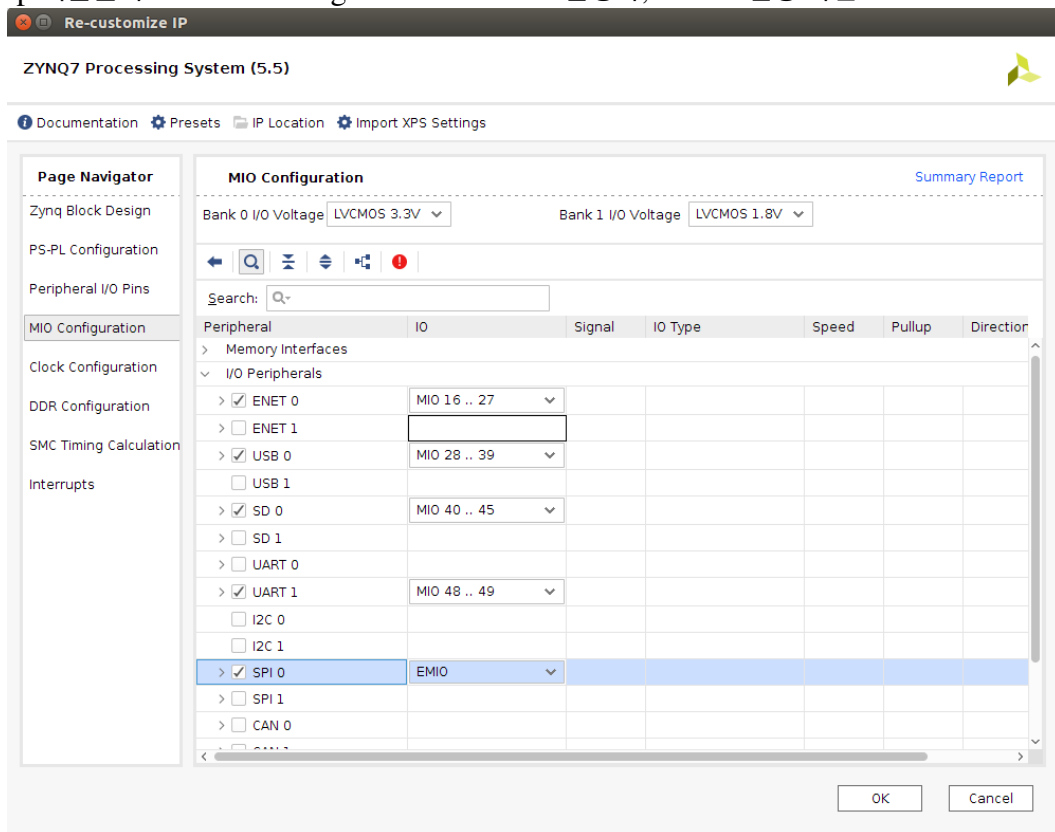 Re-customize IP
ZYNQ7 Processing System (5.5)
Documentation Presets IP Location Import XPS Settings
Page Navigator
Zynq Block Design
PS-PL Configuration
Peripheral I/O Pins
MIO Configuration
Clock Configuration
DDR Configuration
SMC Timing Calculation
Interrupts
MIO Configuration Summary Report
Bank 0 I/O Voltage LVCMOS 3.3V Bank 1 I/O Voltage LVCMOS 1.8V
Search:
Peripheral IO Signal IO Type Speed Pullup Direction
Memory Interfaces
I/O Peripherals
ENET 0 MIO 16 .. 27
ENET 1
USB 0 MIO 28 .. 39
USB 1
SD 0 MIO 40 .. 45
SD 1
UART 0
UART 1 MIO 48 .. 49
I2C 0
I2C 1
SPI 0 EMIO
SPI 1
CAN 0
OK Cancel